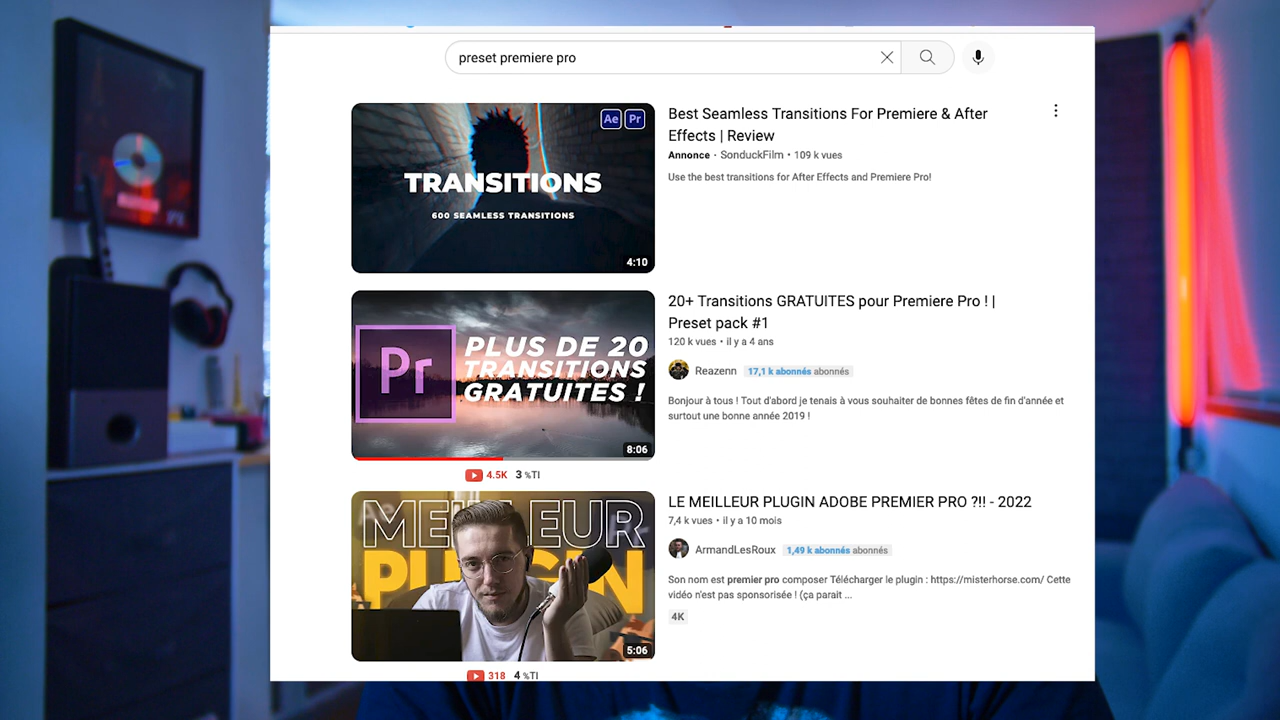 preset premiere pro
Ae Pr
TRANSITIONS
600 SEAMLESS TRANSITIONS
4:10
Best Seamless Transitions For Premiere & After
Effects | Review
Annonce • SonduckFilm • 109 k vues
Use the best transitions for After Effects and Premiere Pro!
Pr
PLUS DE 20
TRANSITIONS
GRATUITES !
8:06
4.5K 3 %TI
20+ Transitions GRATUITES pour Premiere Pro ! |
Preset pack #1
120 k vues • il y a 4 ans
Reazenn 17,1 k abonnés abonnés
Bonjour à tous ! Tout d'abord je tenais à vous souhaiter de bonnes fêtes de fin d'année et
surtout une bonne année 2019 !
MEILLEUR
PLUGIN
5:06
318 4 %TI
LE MEILLEUR PLUGIN ADOBE PREMIER PRO ?!! - 2022
7,4 k vues • il y a 10 mois
ArmandLesRoux 1,49 k abonnés abonnés
Son nom est premier pro composer Télécharger le plugin : https://misterhorse.com/ Cette
vidéo n'est pas sponsorisée ! (ça parait ...
4K